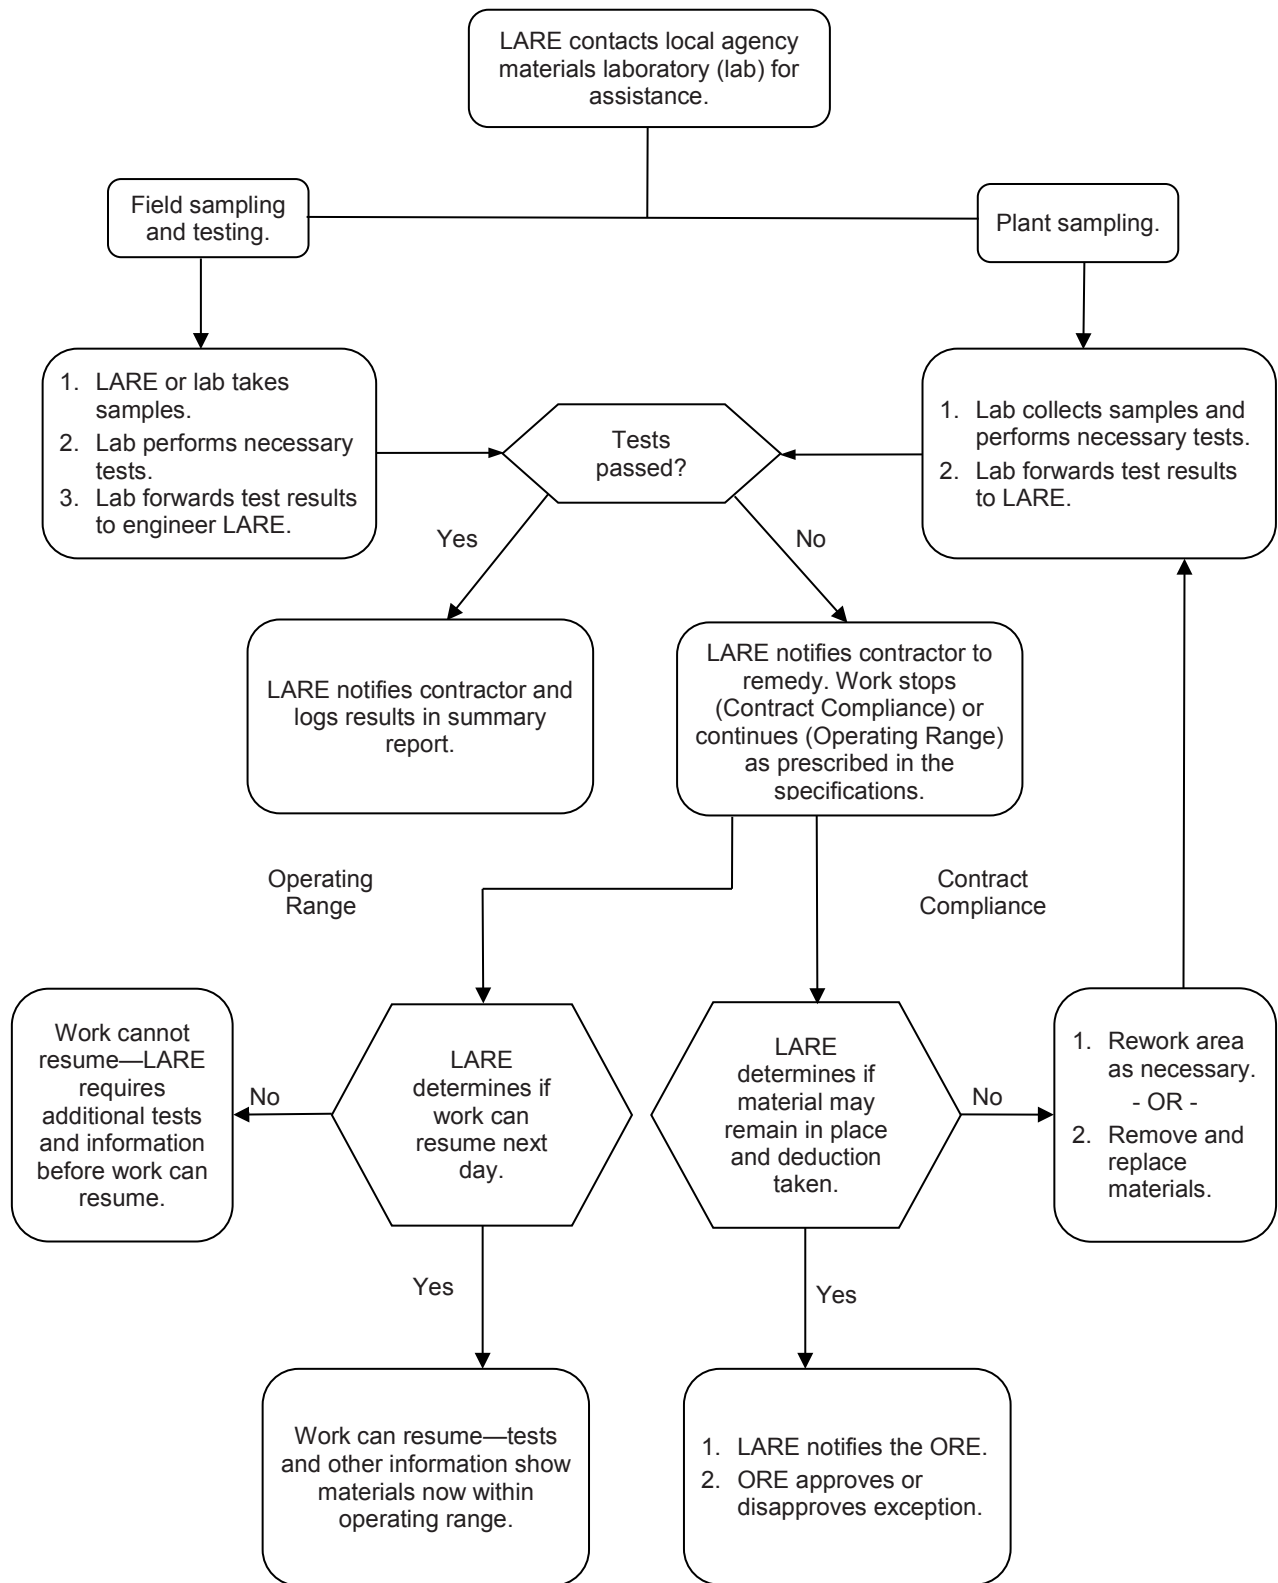 LARE contacts local agency
materials laboratory (lab) for
assistance.
Field sampling
and testing.
Plant sampling.
1. LARE or lab takes
samples.
2. Lab performs necessary
tests.
3. Lab forwards test results
to engineer LARE.
Tests
passed?
1. Lab collects samples and
performs necessary tests.
2. Lab forwards test results
to LARE.
Yes
No
LARE notifies contractor and
logs results in summary
report.
LARE notifies contractor to
remedy. Work stops
(Contract Compliance) or
continues (Operating Range)
as prescribed in the
specifications.
Operating
Range
Contract
Compliance
Work cannot
resume—LARE
requires
additional tests
and information
before work can
resume.
No
LARE
determines if
work can
resume next
day.
LARE
determines if
material may
remain in place
and deduction
taken.
No
1. Rework area
as necessary.
- OR -
2. Remove and
replace
materials.
Yes
Yes
Work can resume—tests
and other information show
materials now within
operating range.
1. LARE notifies the ORE.
2. ORE approves or
disapproves exception.